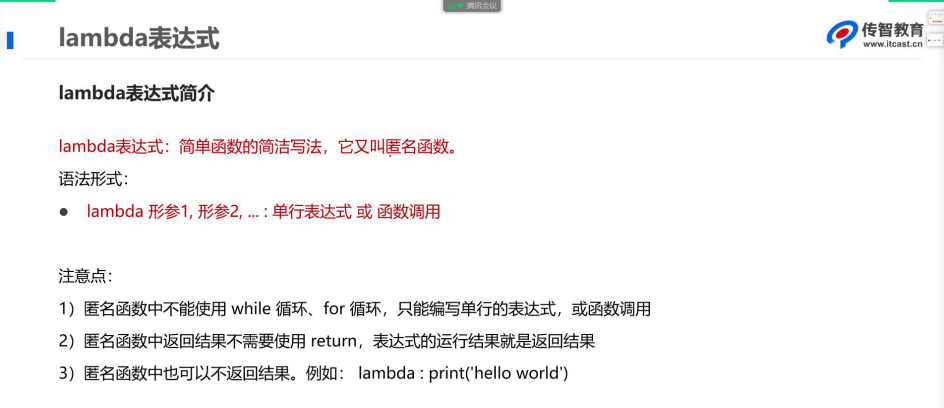 腾讯会议
lambda表达式
传智教育
www.itcast.cn
lambda表达式简介
lambda表达式：简单函数的简洁写法，它又叫匿名函数。
语法形式：
● lambda 形参1, 形参2, ... : 单行表达式 或 函数调用
注意点：
1）匿名函数中不能使用 while 循环、for 循环，只能编写单行的表达式，或函数调用
2）匿名函数中返回结果不需要使用 return，表达式的运行结果就是返回结果
3）匿名函数中也可以不返回结果。例如： lambda : print('hello world')